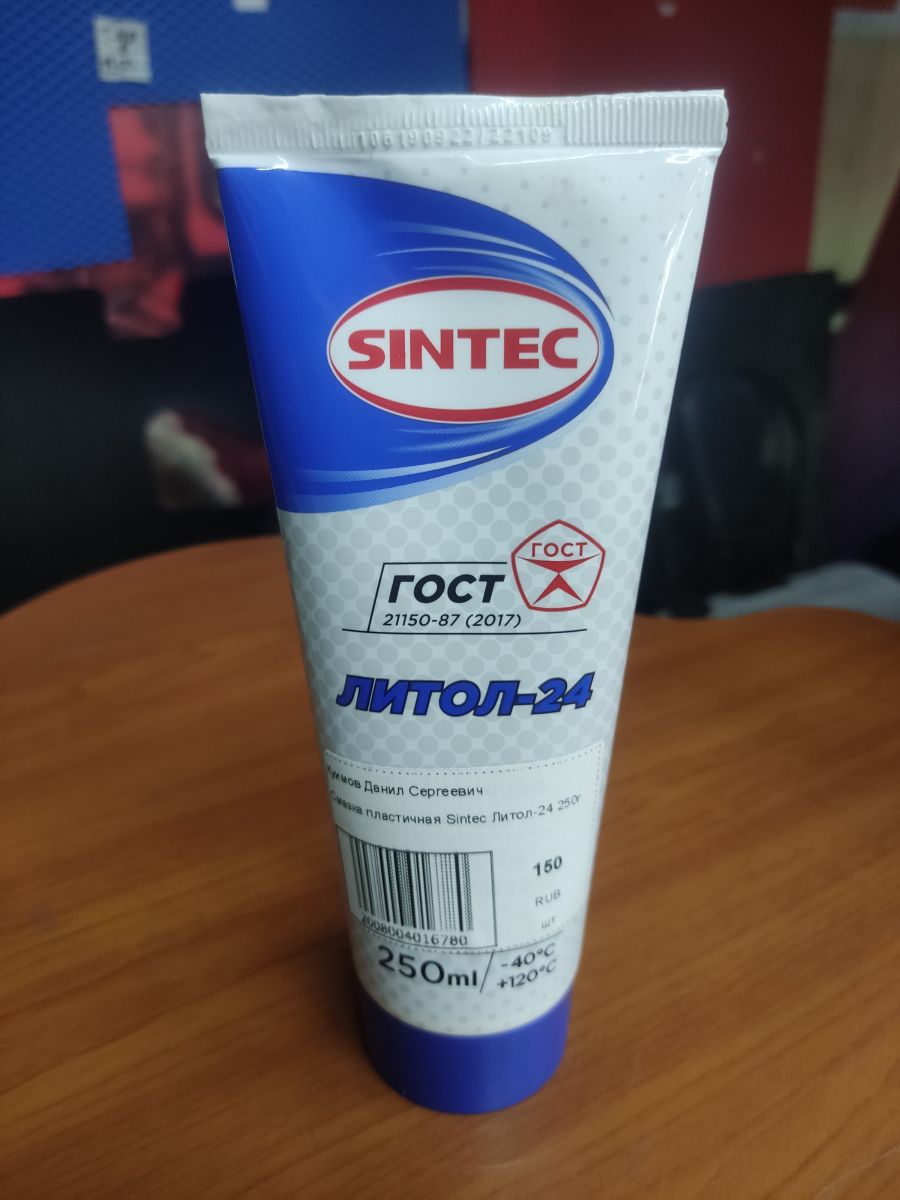 SINTEC
ГОСТ
ГОСТ
21150-87 (2017)
ЛИТОЛ-24
Данил Сергеевич
Смазка пластичная Sintec Литол-24 250г
150
RUB
шт
2008004016780
250ml
-40°C
+120°C